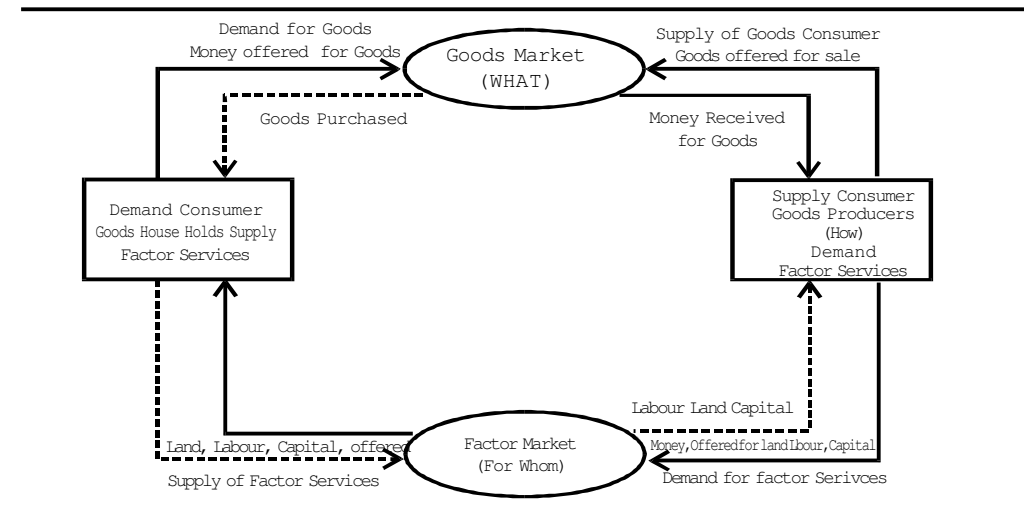 Demand for Goods
Money offered for Goods
Goods Market
(WHAT)
Supply of Goods Consumer
Goods offered for sale
Goods Purchased
Money Received
for Goods
Demand Consumer
Goods House Holds Supply
Factor Services
Supply Consumer
Goods Producers
(How)
Demand
Factor Services
Labour Land Capital
Land, Labour, Capital, offered
Supply of Factor Services
Factor Market
(For Whom)
Money,Offeredfor land Lbour,Capital
Demand for factor Serivces